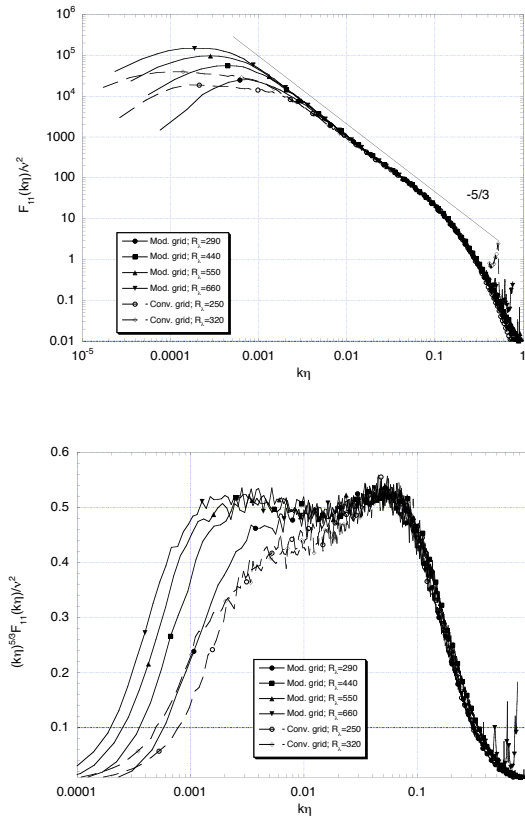 10⁶
10⁵
10⁴
1000
100
10
1
0.1
0.01
F₁₁(kη)/ν²
-5/3
Mod. grid; R_λ=290
Mod. grid; R_λ=440
Mod. grid; R_λ=550
Mod. grid; R_λ=660
Conv. grid; R_λ=250
Conv. grid; R_λ=320
10⁻⁵ 0.0001 0.001 0.01 0.1 1
kη
0.6
0.5
0.4
0.3
0.2
0.1
(kη)⁵ᐟ³F₁₁(kη)/ν²
Mod. grid; R_λ=290
Mod. grid; R_λ=440
Mod. grid; R_λ=550
Mod. grid; R_λ=660
Conv. grid; R_λ=250
Conv. grid; R_λ=320
0.0001 0.001 0.01 0.1
kη